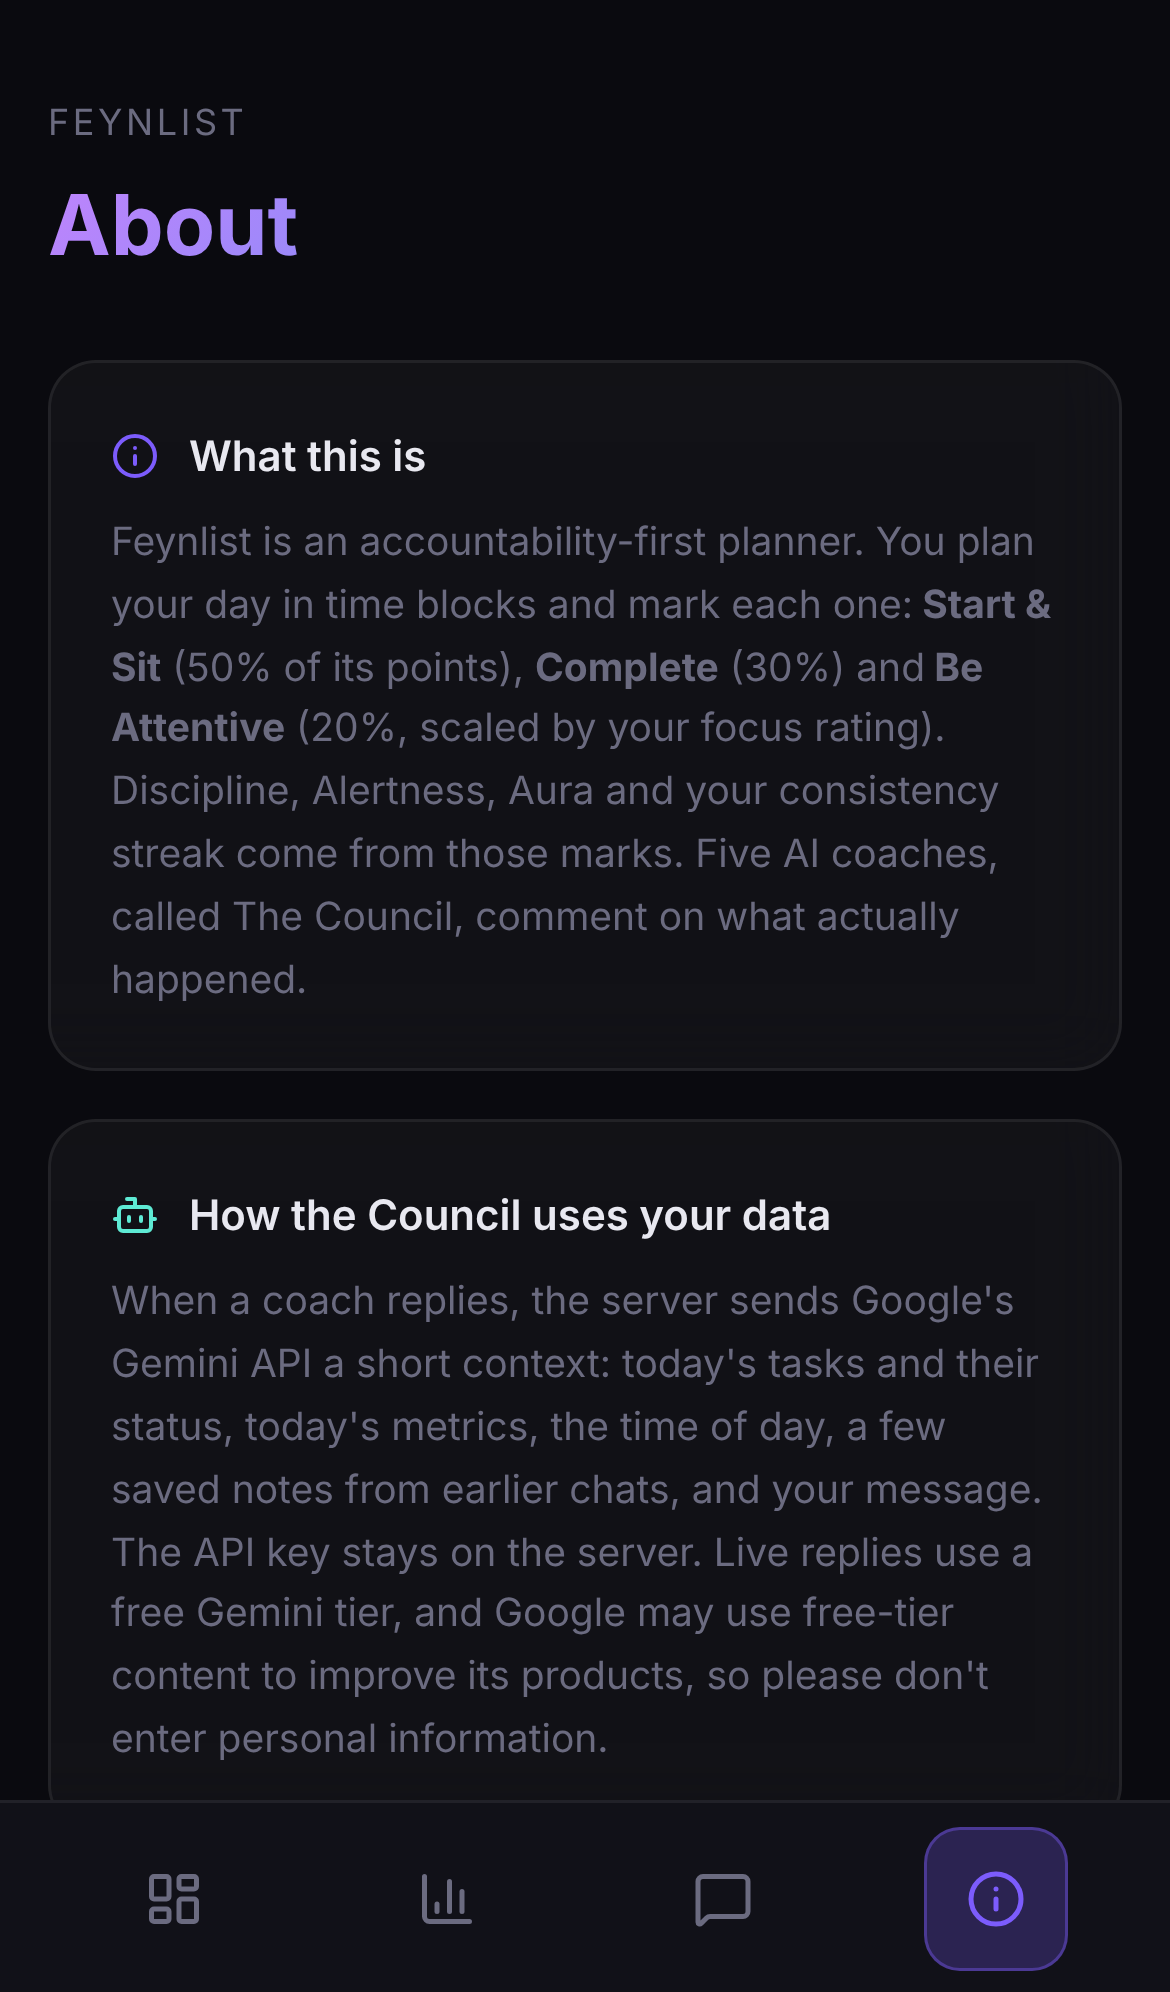 FEYNLIST
About
What this is
Feynlist is an accountability-first planner. You plan
your day in time blocks and mark each one: Start &
Sit (50% of its points), Complete (30%) and Be
Attentive (20%, scaled by your focus rating).
Discipline, Alertness, Aura and your consistency
streak come from those marks. Five AI coaches,
called The Council, comment on what actually
happened.
How the Council uses your data
When a coach replies, the server sends Google's
Gemini API a short context: today's tasks and their
status, today's metrics, the time of day, a few
saved notes from earlier chats, and your message.
The API key stays on the server. Live replies use a
free Gemini tier, and Google may use free-tier
content to improve its products, so please don't
enter personal information.